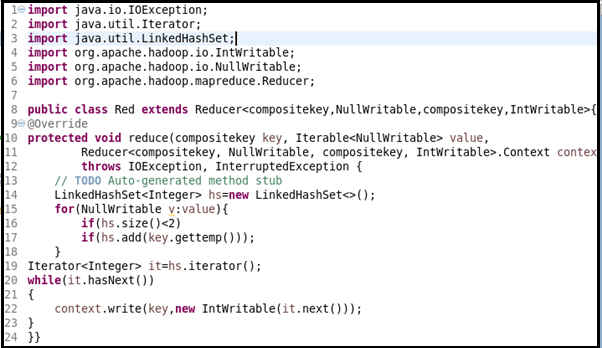 1 import java.io.IOException;
2 import java.util.Iterator;
3 import java.util.LinkedHashSet;
4 import org.apache.hadoop.io.IntWritable;
5 import org.apache.hadoop.io.NullWritable;
6 import org.apache.hadoop.mapreduce.Reducer;
7
8 public class Red extends Reducer<compositekey,NullWritable,compositekey,IntWritable>{
9 @Override
10 protected void reduce(compositekey key, Iterable<NullWritable> value,
11 Reducer<compositekey, NullWritable, compositekey, IntWritable>.Context contex
12 throws IOException, InterruptedException {
13 // TODO Auto-generated method stub
14 LinkedHashSet<Integer> hs=new LinkedHashSet<>();
15 for(NullWritable v:value){
16 if(hs.size()<2)
17 if(hs.add(key.gettemp()));
18 }
19 Iterator<Integer> it=hs.iterator();
20 while(it.hasNext())
21 {
22 context.write(key,new IntWritable(it.next()));
23 }
24 }}